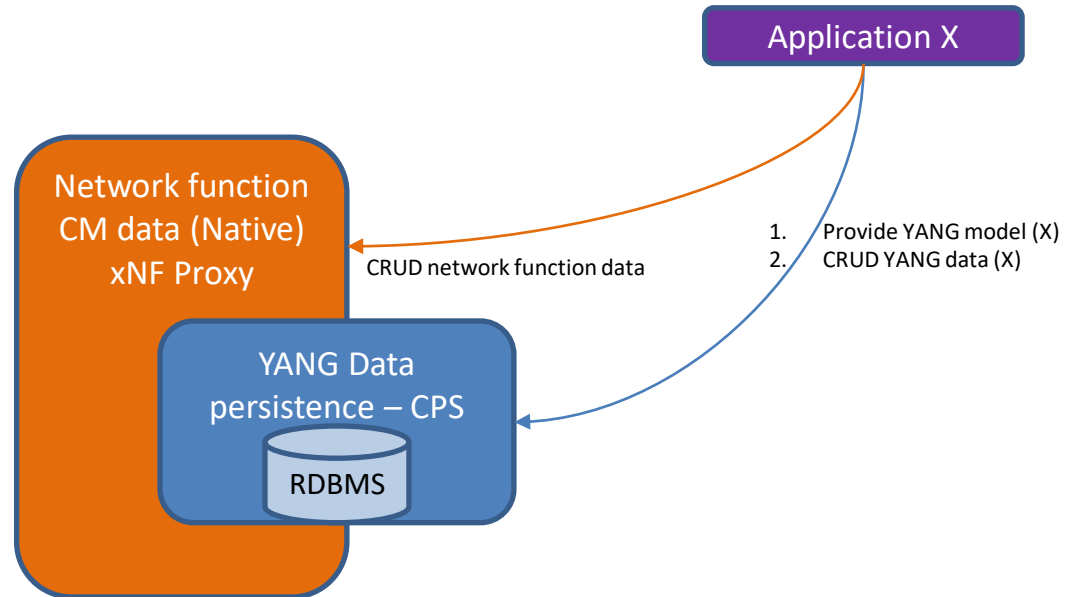 Application X
Network function
CM data (Native)
xNF Proxy
CRUD network function data
1. Provide YANG model (X)
2. CRUD YANG data (X)
YANG Data
persistence – CPS
RDBMS